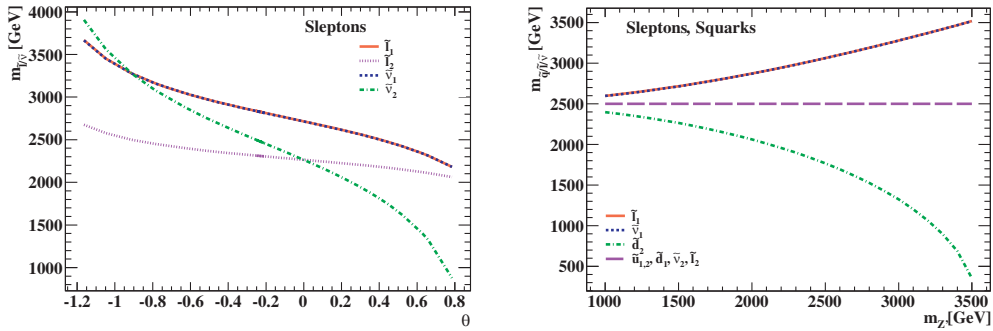 m_{l̃/ν̃} [GeV]
4000
3500
3000
2500
2000
1500
1000
Sleptons
l̃₁
l̃₂
ν̃₁
ν̃₂
-1.2 -1 -0.8 -0.6 -0.4 -0.2 0 0.2 0.4 0.6 0.8
θ
m_{q̃/l̃/ν̃} [GeV]
3500
3000
2500
2000
1500
1000
500
Sleptons, Squarks
l̃₁
ν̃₁
d̃₂
ũ₁,₂, d̃₁, ν̃₂, l̃₂
1000 1500 2000 2500 3000 3500
m_{Z'}[GeV]